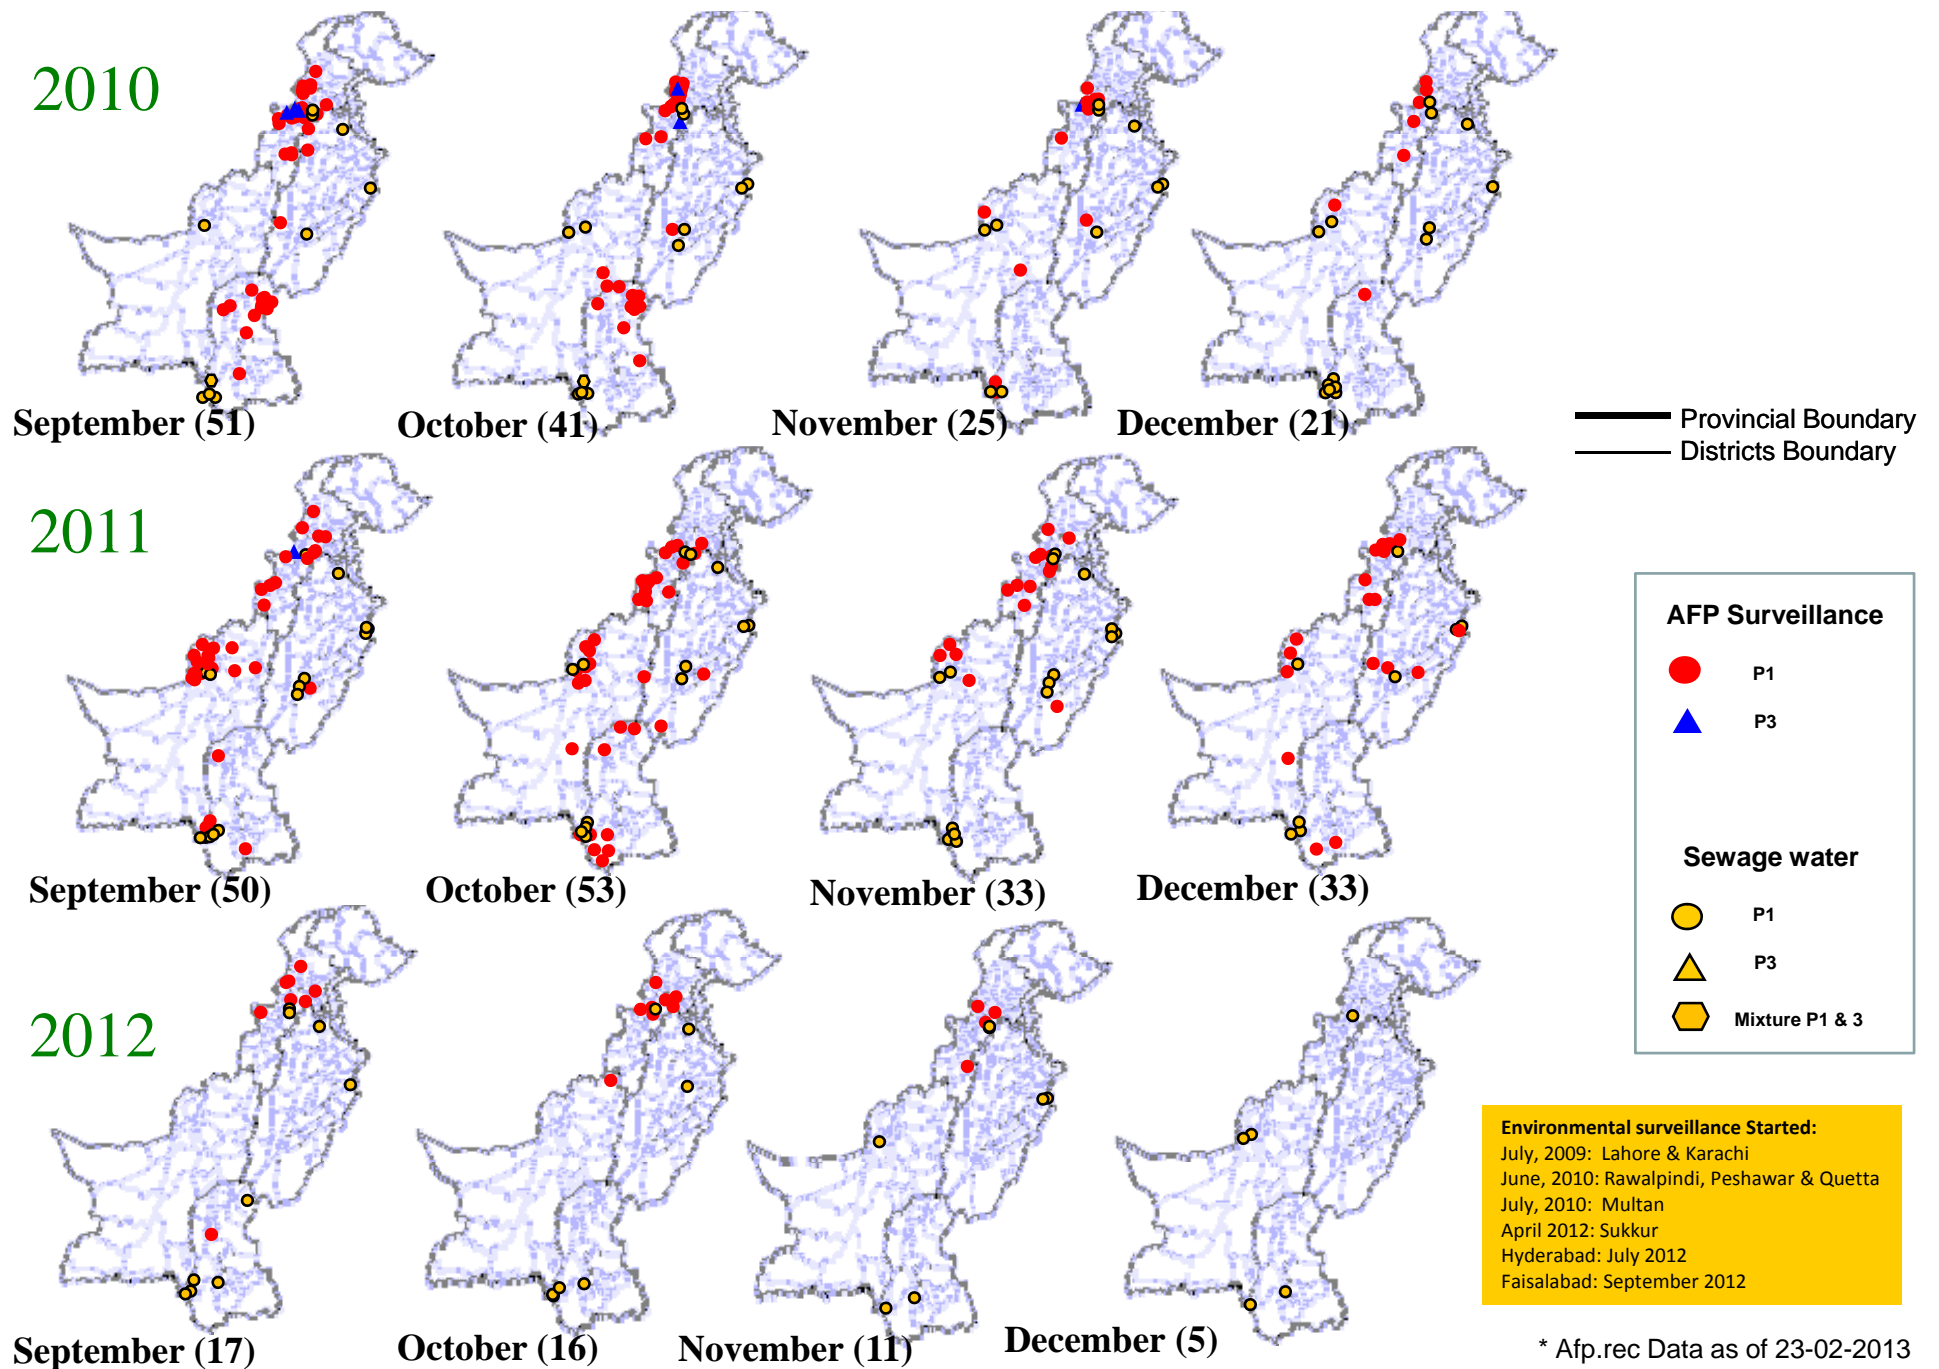 2010
September (51)
October (41)
November (25)
December (21)
Provincial Boundary
Districts Boundary
2011
September (50)
October (53)
November (33)
December (33)
AFP Surveillance
P1
P3
Sewage water
P1
P3
Mixture P1 & 3
2012
September (17)
October (16)
November (11)
December (5)
Environmental surveillance Started:
July, 2009: Lahore & Karachi
June, 2010: Rawalpindi, Peshawar & Quetta
July, 2010: Multan
April 2012: Sukkur
Hyderabad: July 2012
Faisalabad: September 2012
* Afp.rec Data as of 23-02-2013